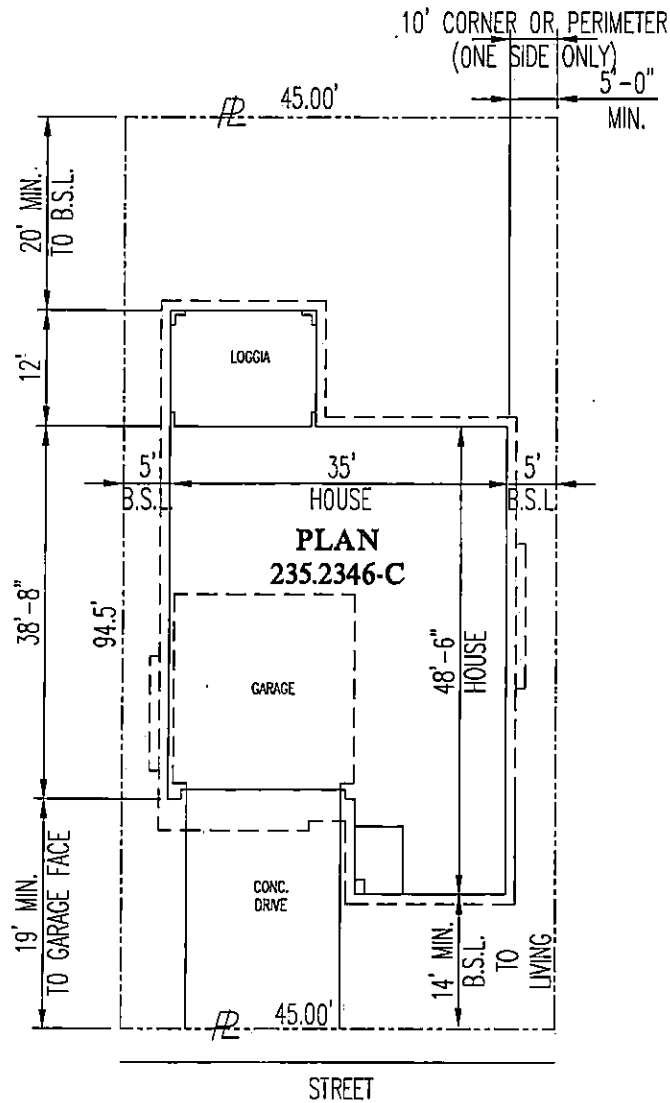 10' CORNER OR PERIMETER
(ONE SIDE ONLY)
5'-0"
MIN.
PL 45.00'
20' MIN.
TO B.S.L.
LOGGIA
12'
5'
B.S.L.
35'
HOUSE
5'
B.S.L
PLAN
235.2346-C
38'-8"
94.5'
48'-6"
HOUSE
GARAGE
19' MIN.
TO GARAGE FACE
CONC.
DRIVE
14' MIN.
B.S.L.
TO
LIVING
PL 45.00'
STREET